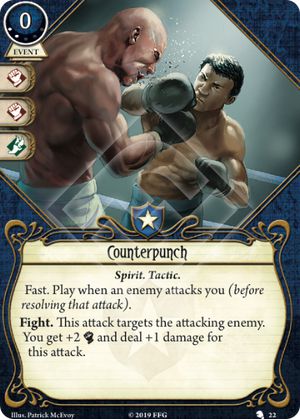 0
EVENT
Counterpunch
Spirit. Tactic.
Fast. Play when an enemy attacks you (before
resolving that attack).
Fight. This attack targets the attacking enemy.
You get +2 and deal +1 damage for
this attack.
Illus. Patrick McEvoy © 2019 FFG 22